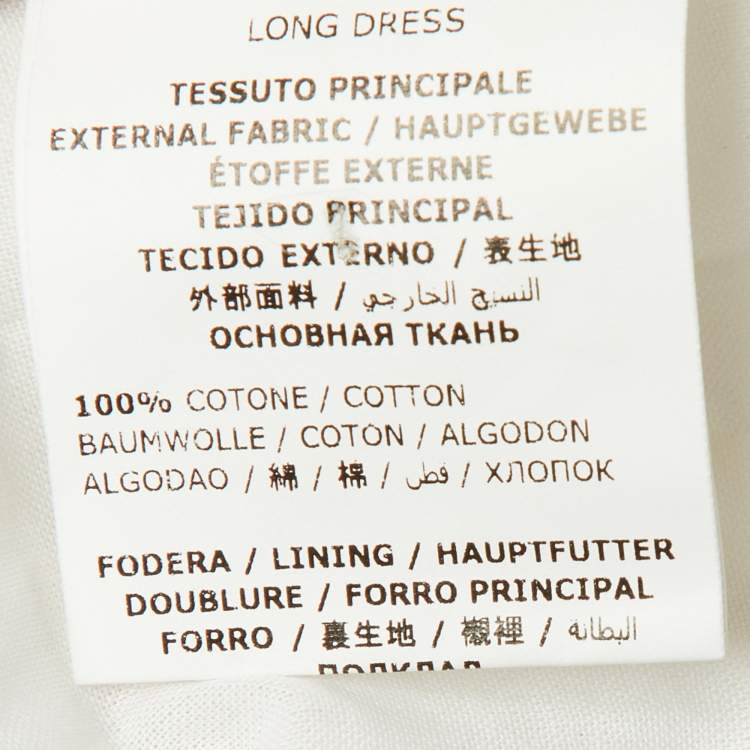 LONG DRESS
TESSUTO PRINCIPALE
EXTERNAL FABRIC / HAUPTGEWEBE
ÉTOFFE EXTERNE
TEJIDO PRINCIPAL
TECIDO EXTERNO / 表生地
外部面料 / النسيج الخارجي
ОСНОВНАЯ ТКАНЬ
100% COTONE / COTTON
BAUMWOLLE / COTON / ALGODON
ALGODAO / 綿 / 棉 / قطن / ХЛОПОК
FODERA / LINING / HAUPTFUTTER
DOUBLURE / FORRO PRINCIPAL
FORRO / 裏生地 / 襯裡 / البطانة
ПОДКЛАД